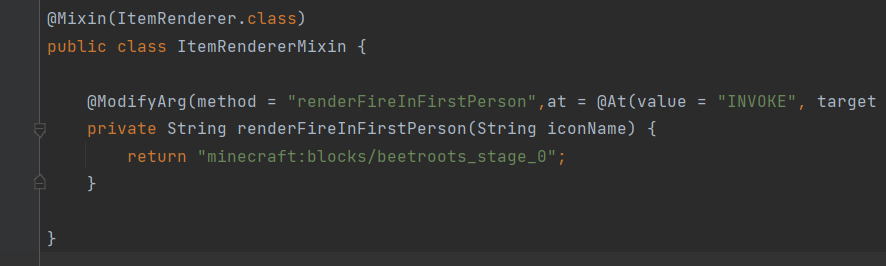 @Mixin(ItemRenderer.class)
public class ItemRendererMixin {
@ModifyArg(method = "renderFireInFirstPerson",at = @At(value = "INVOKE", target
private String renderFireInFirstPerson(String iconName) {
return "minecraft:blocks/beetroots_stage_0";
}
}